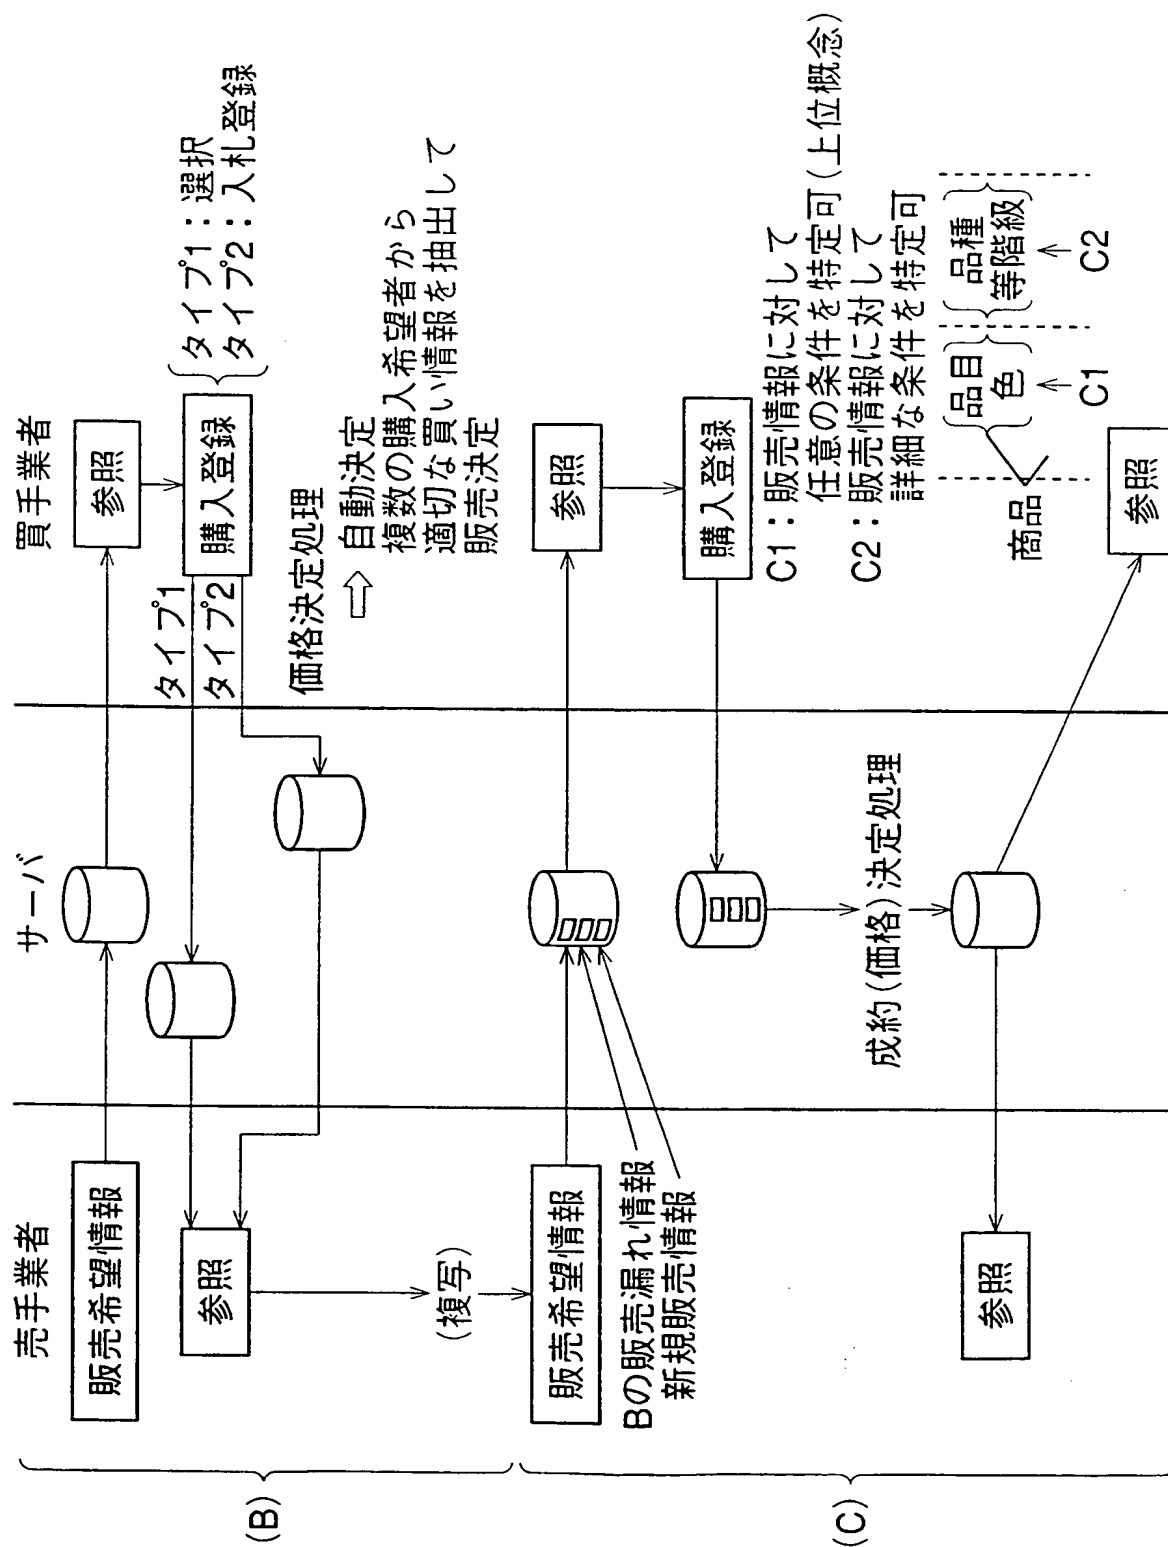 売手業者
サーバ
買手業者
(B)
販売希望情報
参照
参照
購入登録
タイプ1:選択
タイプ2:入札登録
タイプ1
タイプ2
価格決定処理
自動決定
複数の購入希望者から
適切な買い情報を抽出して
販売決定
(複写)
(C)
販売希望情報
Bの販売漏れ情報
新規販売情報
参照
購入登録
C1:販売情報に対して
任意の条件を特定可(上位概念)
C2:販売情報に対して
詳細な条件を特定可
商品
品目
色
品種
等階級
C1
C2
成約(価格)決定処理
参照
参照